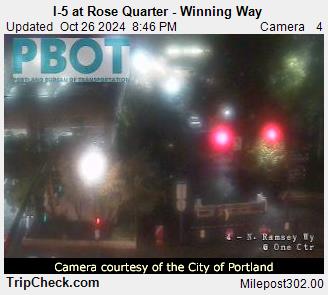 I-5 at Rose Quarter - Winning Way
Updated Oct 26 2024 8:46 PM Camera 4
PBOT
PORTLAND BUREAU OF TRANSPORTATION
4 - N. Ramsey Wy
@ One Ctr
Camera courtesy of the City of Portland
TripCheck.com Milepost302.00